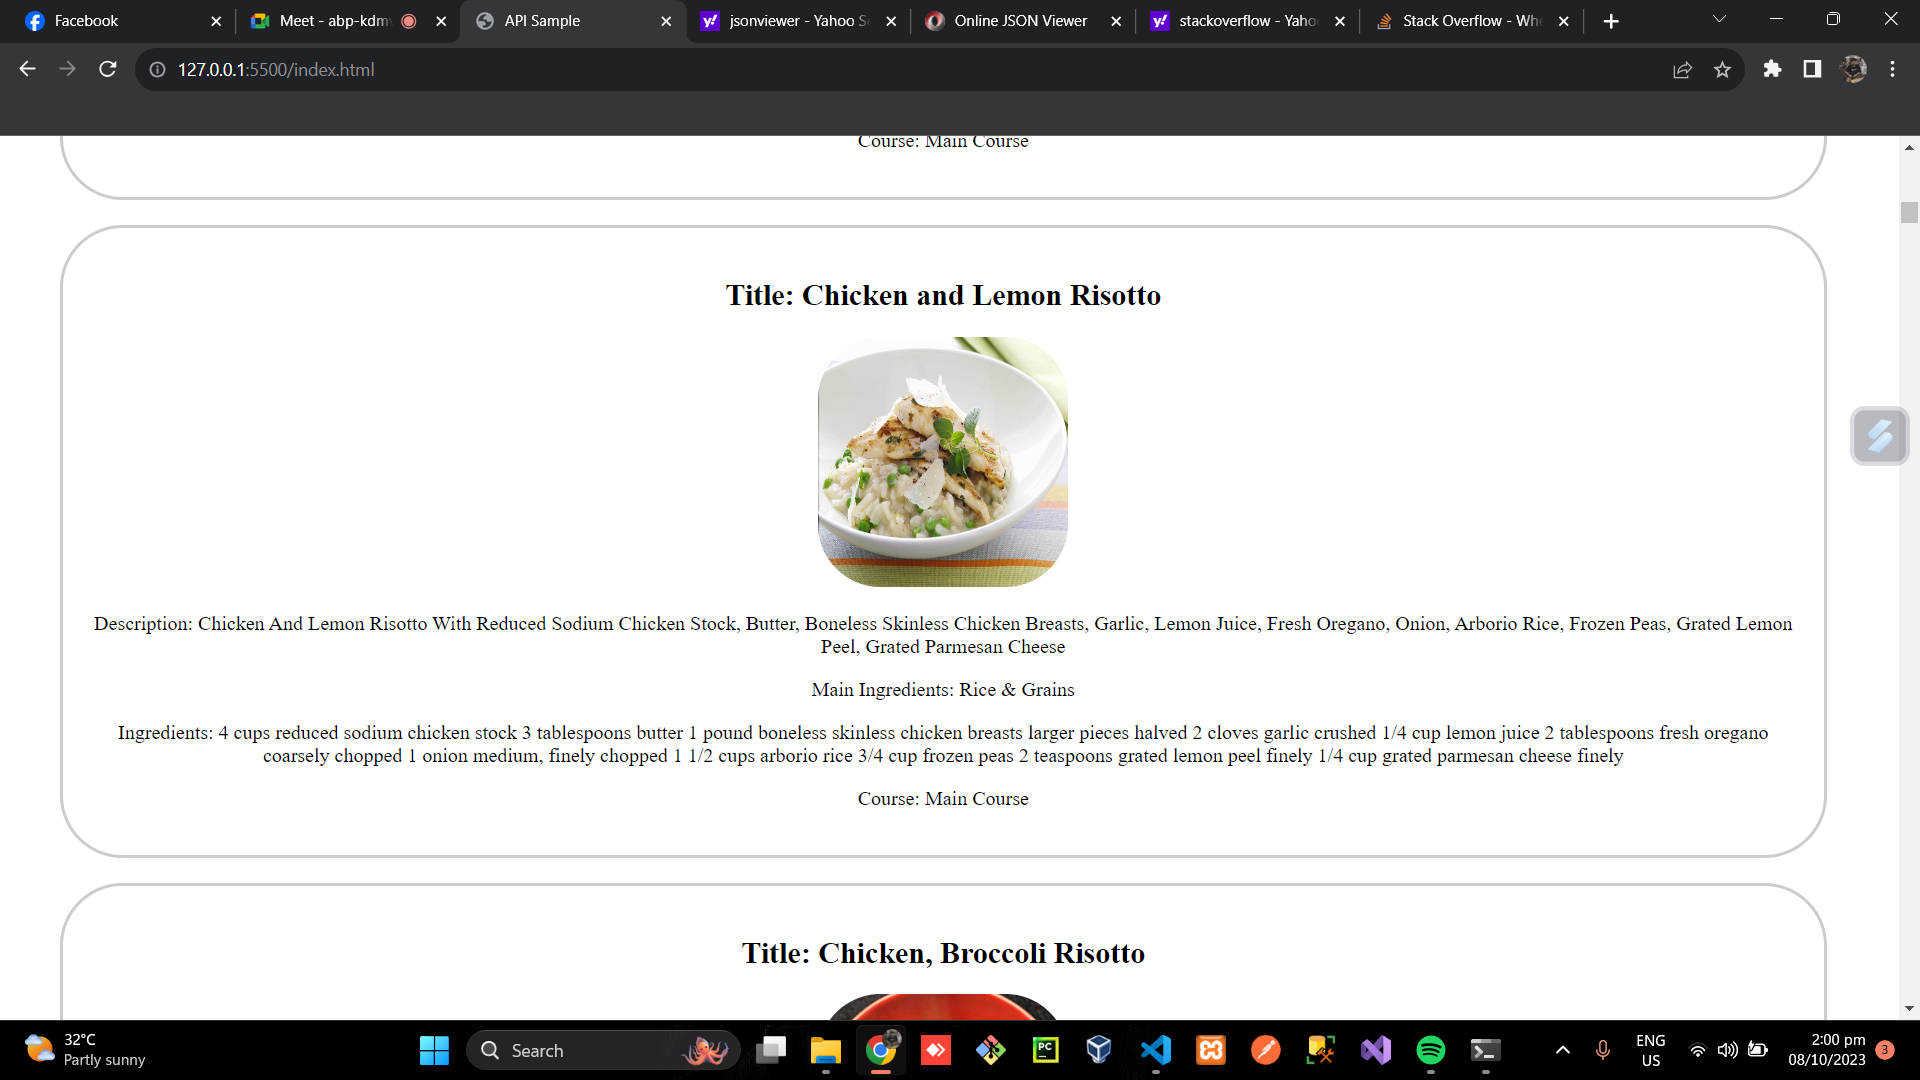 Facebook
Meet - abp-kdm
API Sample
jsonviewer - Yahoo S
Online JSON Viewer
stackoverflow - Yaho
Stack Overflow - Wh
127.0.0.1:5500/index.html
Course: Main Course
Title: Chicken and Lemon Risotto
Description: Chicken And Lemon Risotto With Reduced Sodium Chicken Stock, Butter, Boneless Skinless Chicken Breasts, Garlic, Lemon Juice, Fresh Oregano, Onion, Arborio Rice, Frozen Peas, Grated Lemon
Peel, Grated Parmesan Cheese
Main Ingredients: Rice & Grains
Ingredients: 4 cups reduced sodium chicken stock 3 tablespoons butter 1 pound boneless skinless chicken breasts larger pieces halved 2 cloves garlic crushed 1/4 cup lemon juice 2 tablespoons fresh oregano
coarsely chopped 1 onion medium, finely chopped 1 1/2 cups arborio rice 3/4 cup frozen peas 2 teaspoons grated lemon peel finely 1/4 cup grated parmesan cheese finely
Course: Main Course
Title: Chicken, Broccoli Risotto
32°C
Partly sunny
Search
PC
ENG
US
2:00 pm
08/10/2023
3